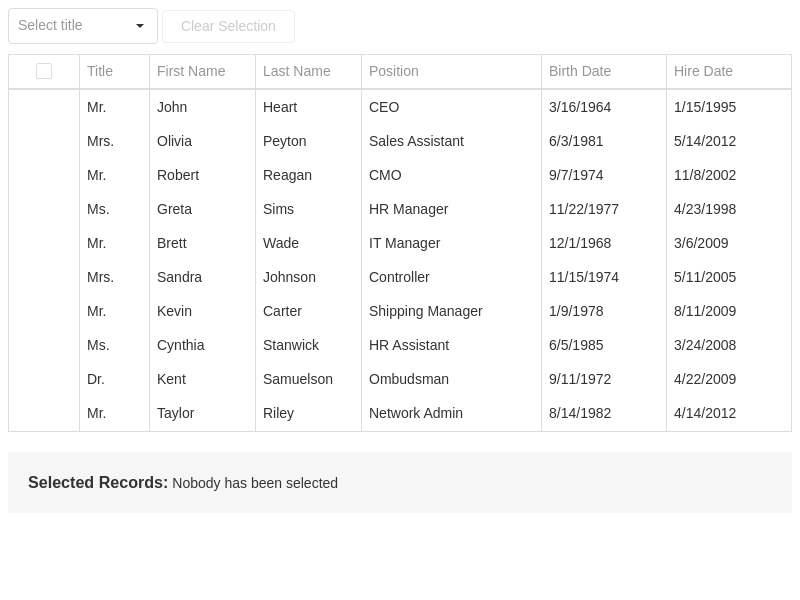 Select title Clear Selection
Title First Name Last Name Position Birth Date Hire Date
Mr. John Heart CEO 3/16/1964 1/15/1995
Mrs. Olivia Peyton Sales Assistant 6/3/1981 5/14/2012
Mr. Robert Reagan CMO 9/7/1974 11/8/2002
Ms. Greta Sims HR Manager 11/22/1977 4/23/1998
Mr. Brett Wade IT Manager 12/1/1968 3/6/2009
Mrs. Sandra Johnson Controller 11/15/1974 5/11/2005
Mr. Kevin Carter Shipping Manager 1/9/1978 8/11/2009
Ms. Cynthia Stanwick HR Assistant 6/5/1985 3/24/2008
Dr. Kent Samuelson Ombudsman 9/11/1972 4/22/2009
Mr. Taylor Riley Network Admin 8/14/1982 4/14/2012
Selected Records: Nobody has been selected